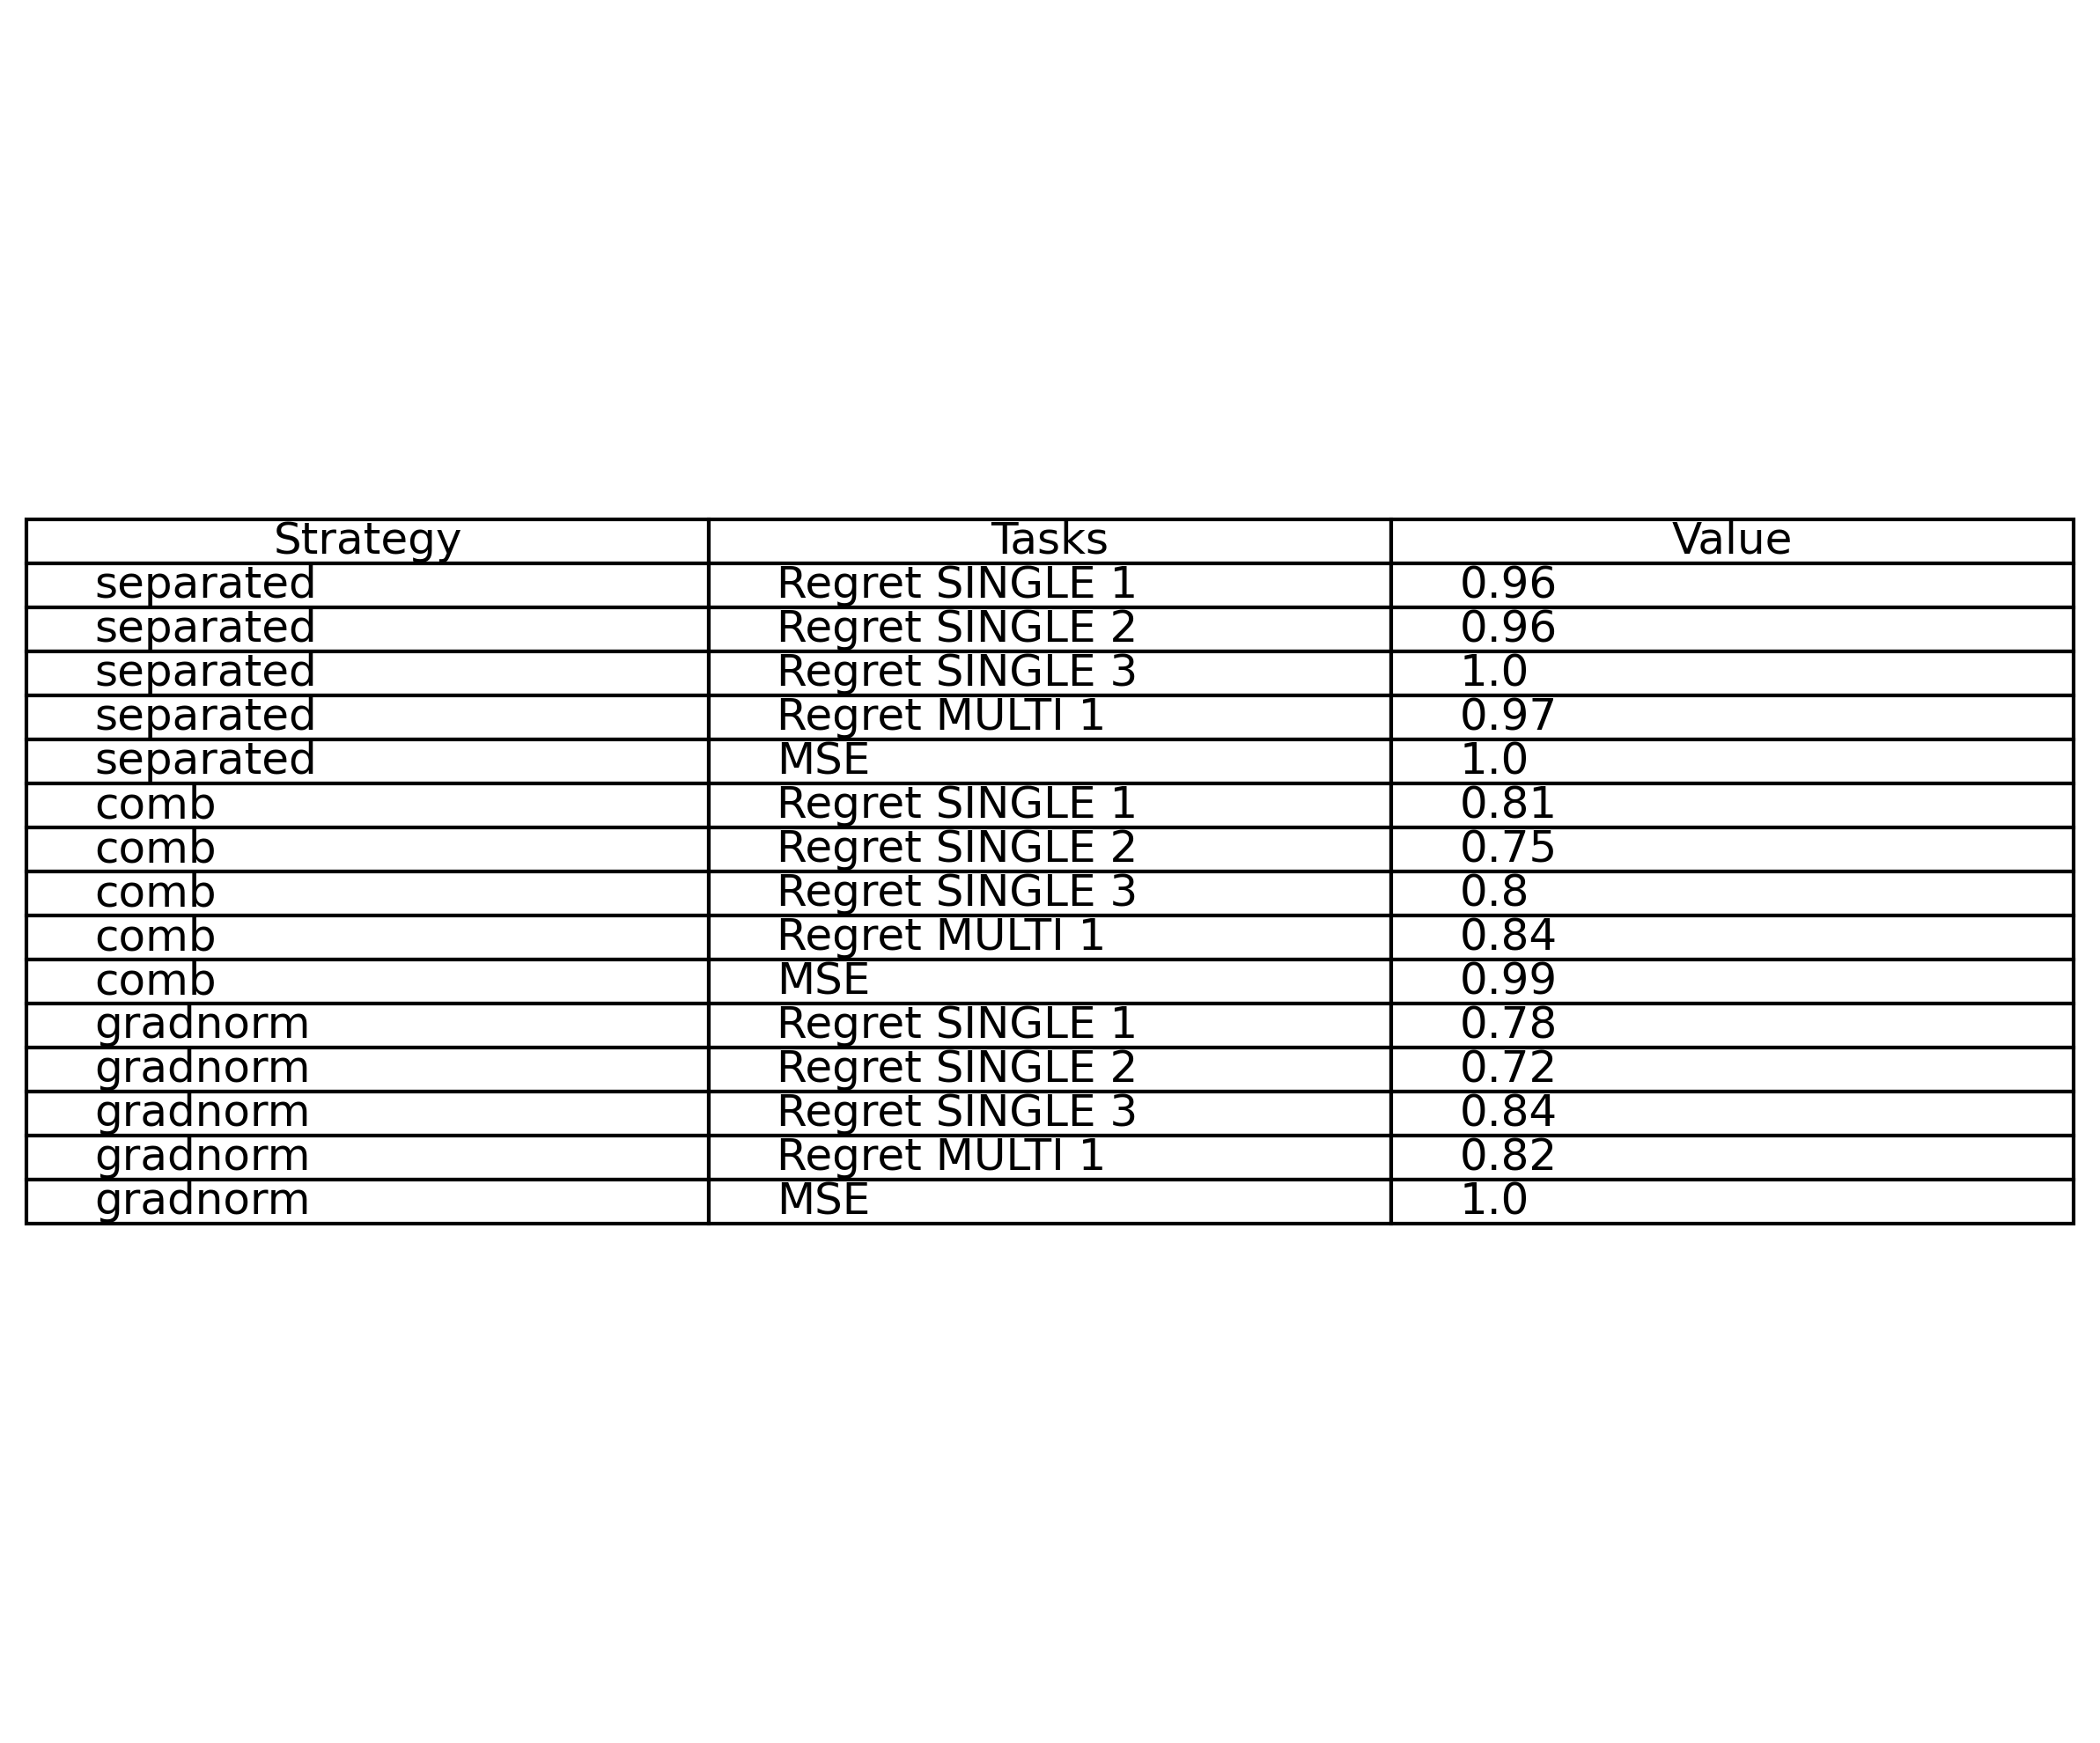 Strategy Tasks Value
separated Regret SINGLE 1 0.96
separated Regret SINGLE 2 0.96
separated Regret SINGLE 3 1.0
separated Regret MULTI 1 0.97
separated MSE 1.0
comb Regret SINGLE 1 0.81
comb Regret SINGLE 2 0.75
comb Regret SINGLE 3 0.8
comb Regret MULTI 1 0.84
comb MSE 0.99
gradnorm Regret SINGLE 1 0.78
gradnorm Regret SINGLE 2 0.72
gradnorm Regret SINGLE 3 0.84
gradnorm Regret MULTI 1 0.82
gradnorm MSE 1.0